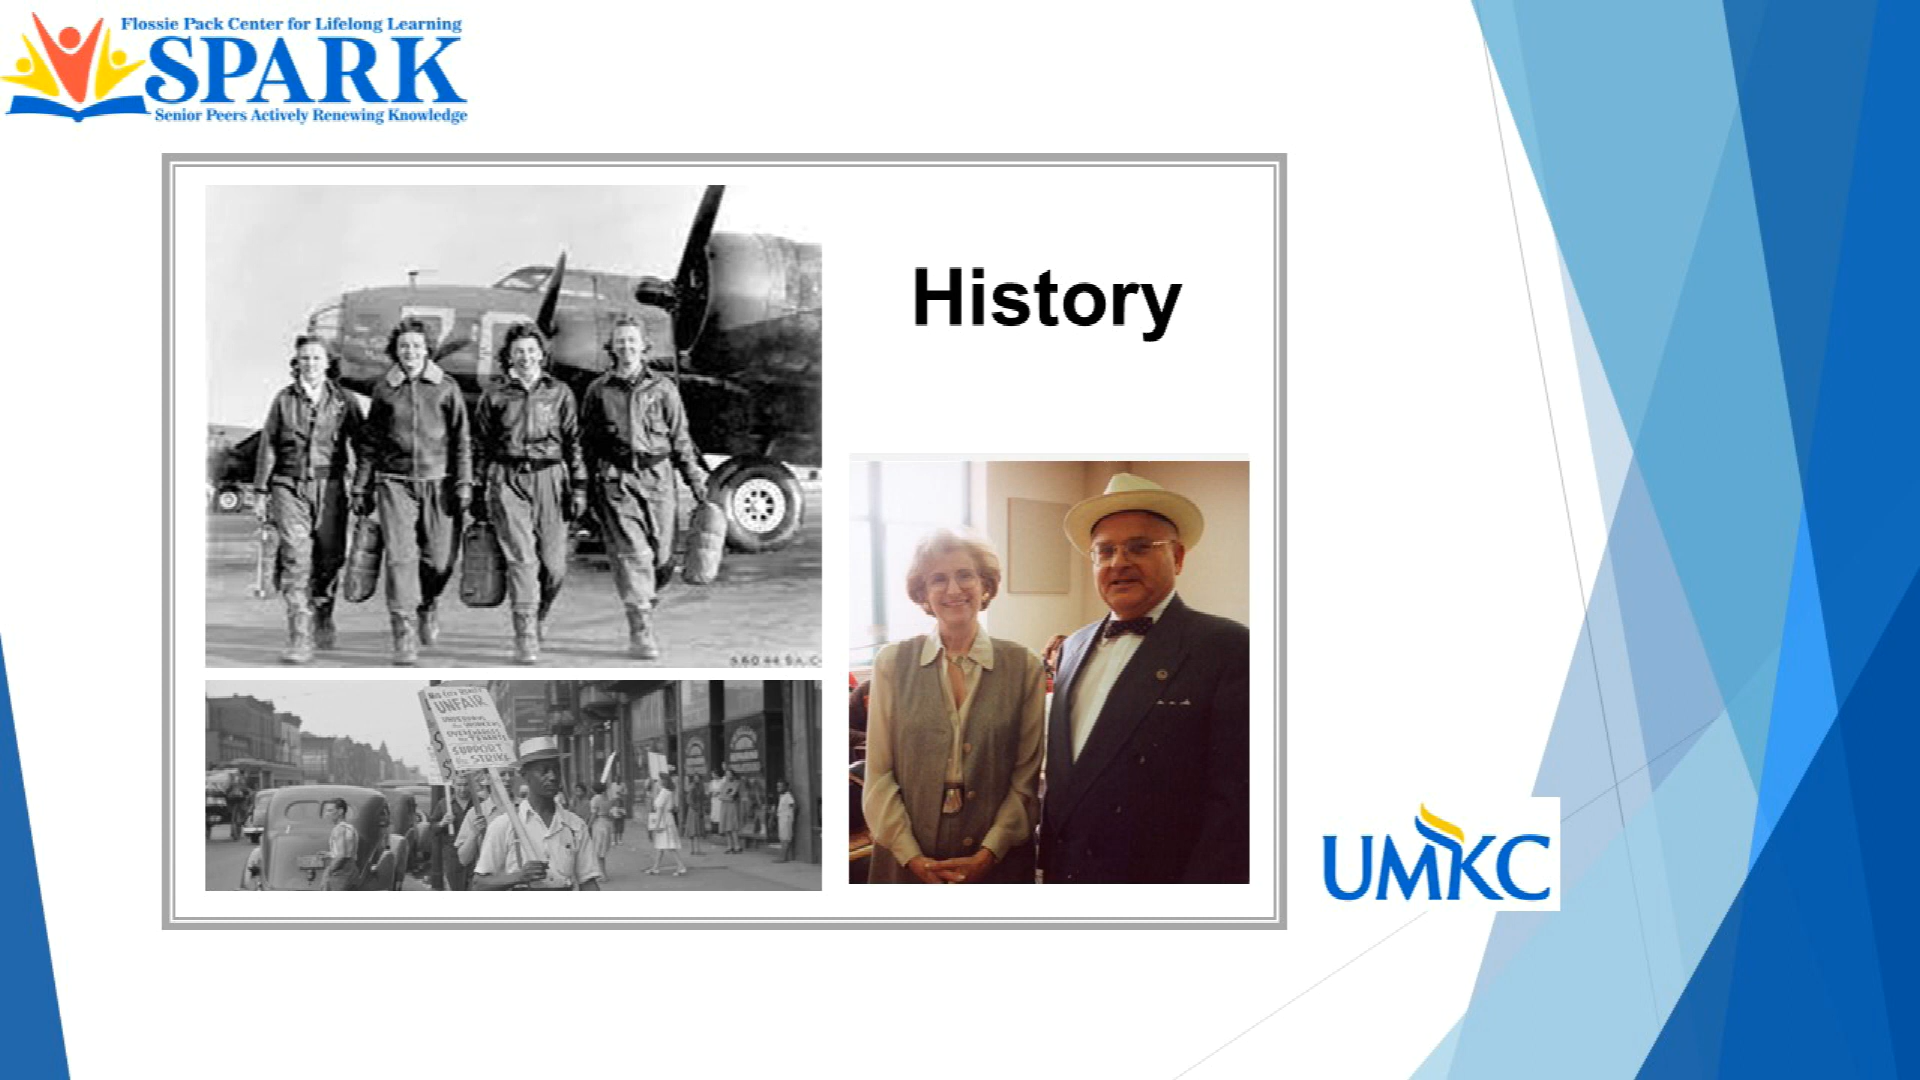 Flossie Pack Center for Lifelong Learning
SPARK
Senior Peers Actively Renewing Knowledge
History
UNFAIR
SUPPORT
STRIKE
UMKC